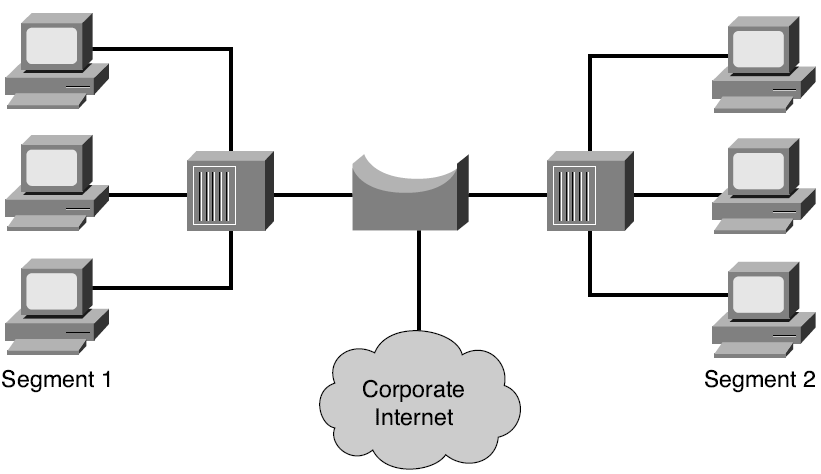 Segment 1
Corporate
Internet
Segment 2